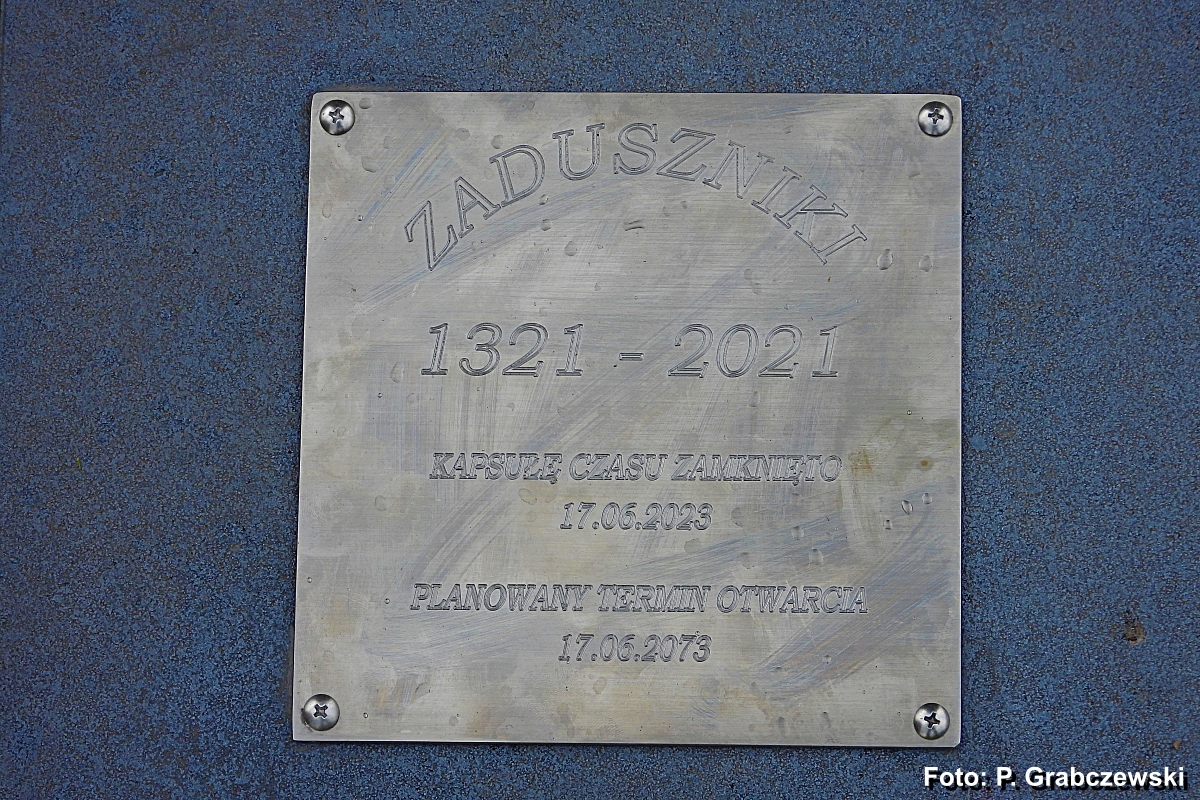 ZADUSZNIKI
1321 - 2021
KAPSUŁĘ CZASU ZAMKNIĘTO
17.06.2023
PLANOWANY TERMIN OTWARCIA
17.06.2073
Foto: P. Grabczewski